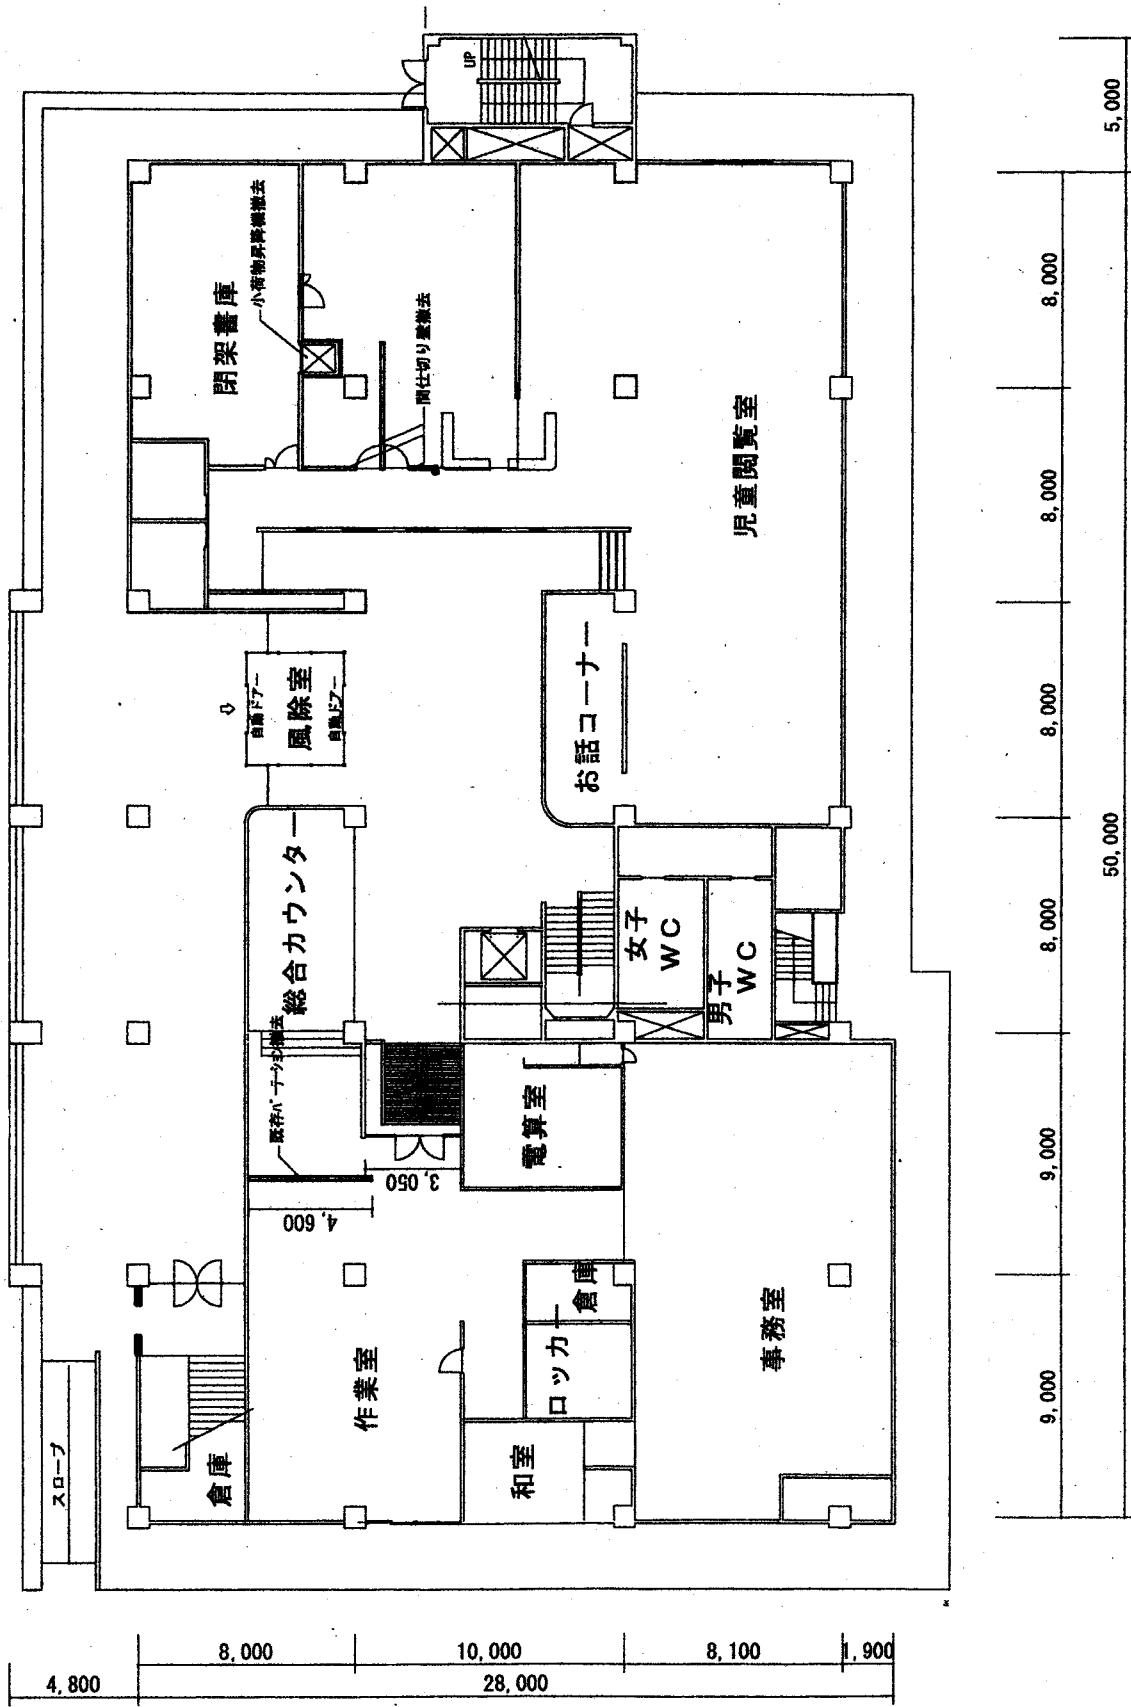 UP
小荷物昇降機撤去
閉架書庫
間仕切り壁撤去
児童閲覧室
自動ドアー
風除室
自動ドアー
お話コーナー
総合カウンター
女子
WC
男子
WC
既存パーテーション撤去
電算室
3,050
4,600
倉庫
ロッカー
事務室
作業室
和室
倉庫
スロープ
5,000
8,000
8,000
8,000
8,000
9,000
9,000
50,000
8,000
10,000
8,100
1,900
4,800
28,000